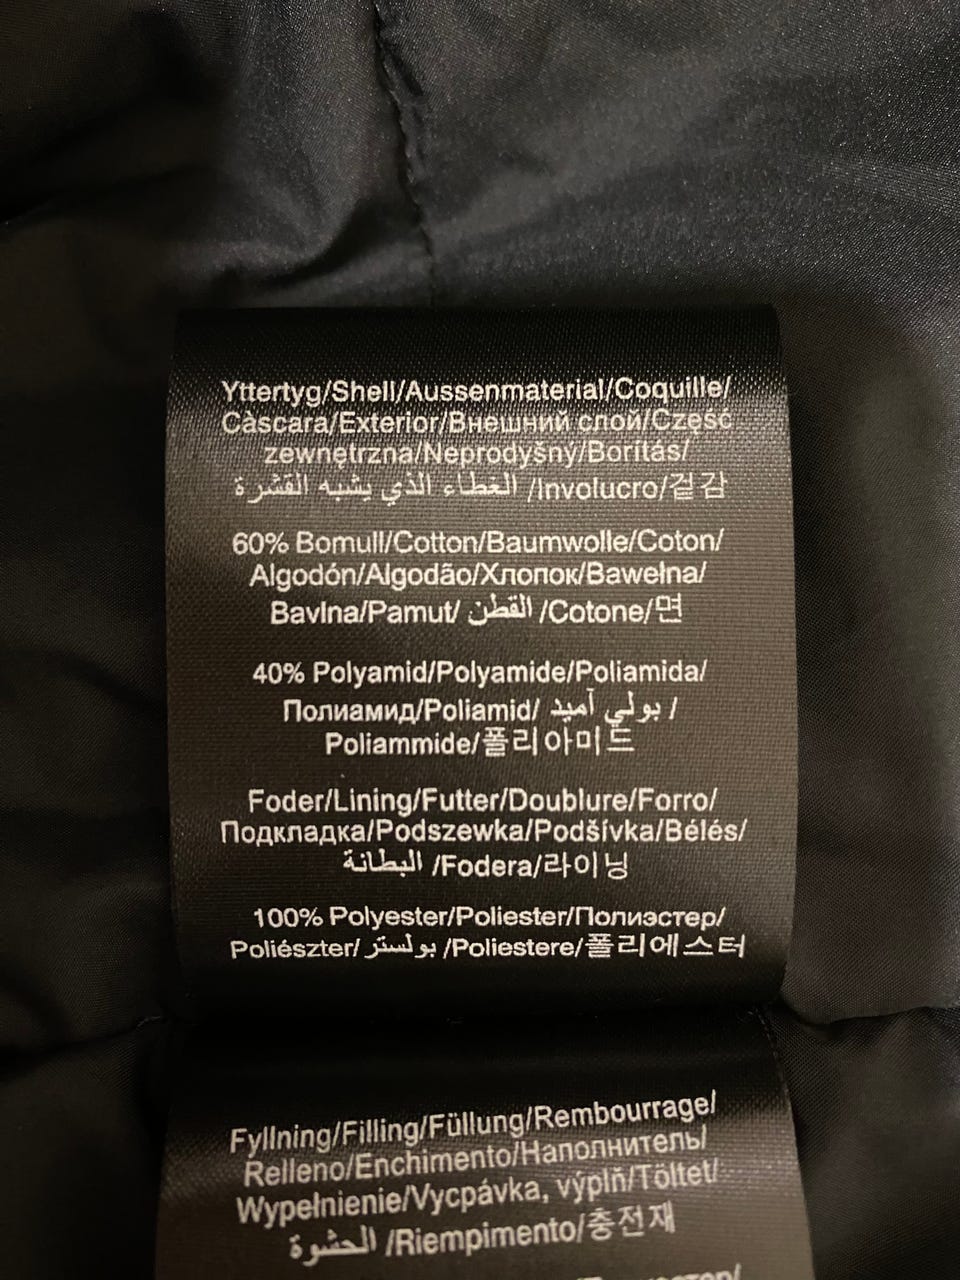 Yttertyg/Shell/Aussenmaterial/Coquille/
Càscara/Exterior/Внешний слой/Część
zewnętrzna/Neprodyšný/Borítás/
الغطاء الذي يشبه القشرة /Involucro/겉감
60% Bomull/Cotton/Baumwolle/Coton/
Algodón/Algodão/Хлопок/Bawełna/
Bavlna/Pamut/ القطن /Cotone/면
40% Polyamid/Polyamide/Poliamida/
Полиамид/Poliamid/ بولي آميد /
Poliammide/폴리아미드
Foder/Lining/Futter/Doublure/Forro/
Подкладка/Podszewka/Podšívka/Bélés/
البطانة /Fodera/라이닝
100% Polyester/Poliester/Полиэстер/
Poliészter/ بولستر /Poliestere/폴리에스터
Fyllning/Filling/Füllung/Rembourrage/
Relleno/Enchimento/Наполнитель/
Wypełnienie/Vycpávka, výplň/Töltet/
الحشوة /Riempimento/충전재